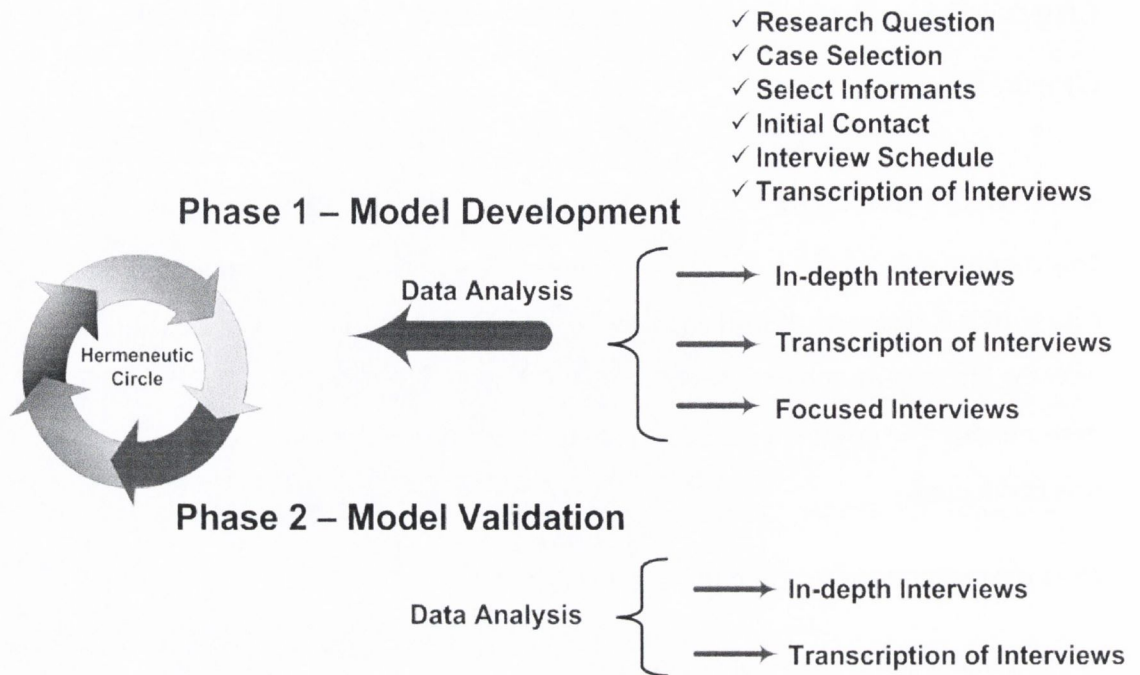 ✓ Research Question
✓ Case Selection
✓ Select Informants
✓ Initial Contact
✓ Interview Schedule
✓ Transcription of Interviews
Phase 1 – Model Development
Hermeneutic
Circle
Data Analysis
In-depth Interviews
Transcription of Interviews
Focused Interviews
Phase 2 – Model Validation
Data Analysis
In-depth Interviews
Transcription of Interviews